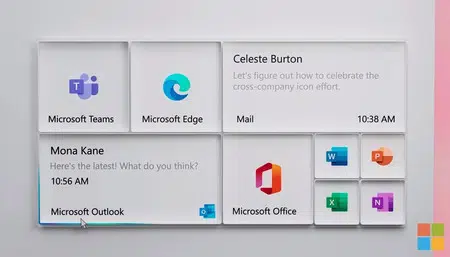 Microsoft Teams
Microsoft Edge
Celeste Burton
Let's figure out how to celebrate the
cross-company icon effort.
Mail
10:38 AM
Mona Kane
Here's the latest! What do you think?
10:56 AM
Microsoft Outlook
Microsoft Office
T
W
P
X
N